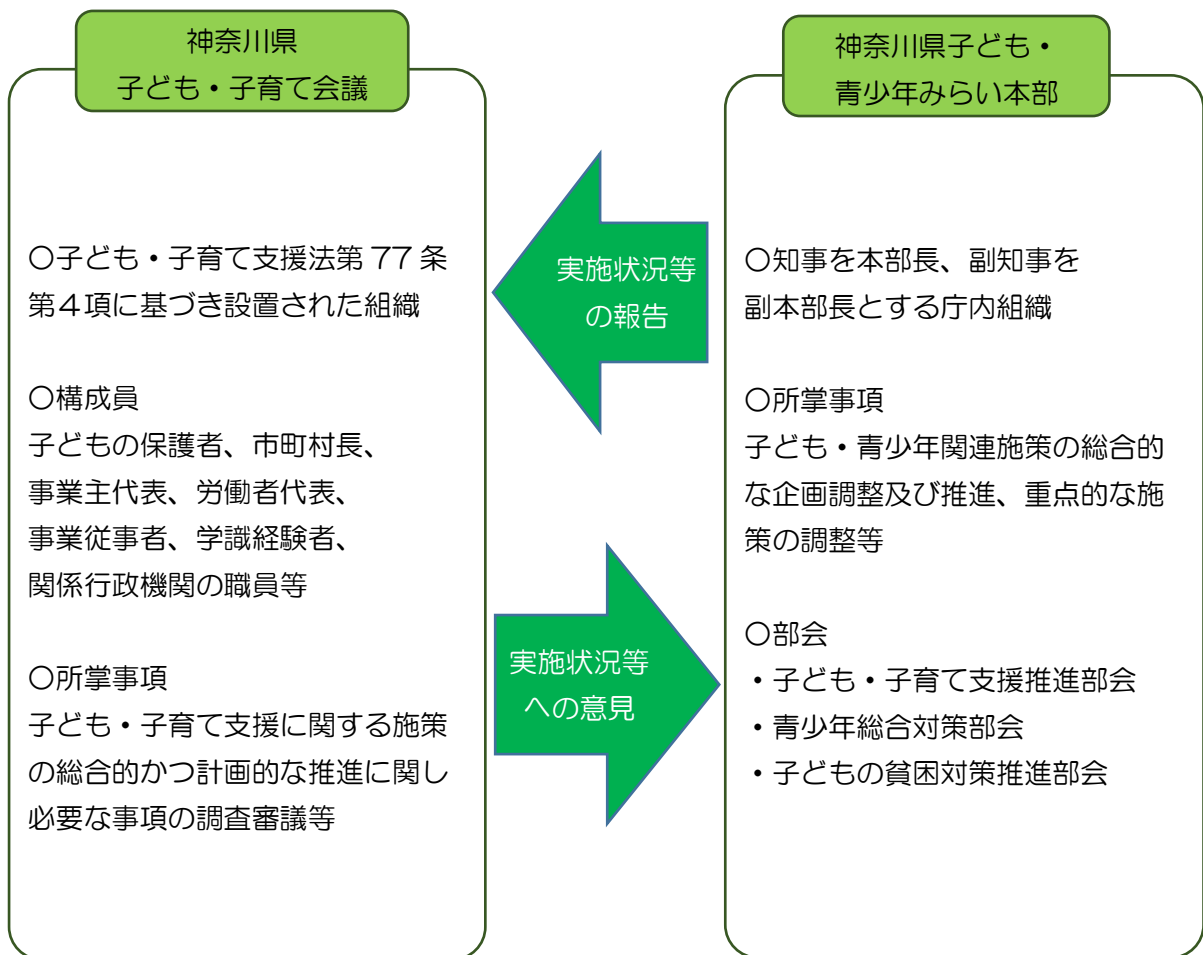 神奈川県
子ども・子育て会議
〇子ども・子育て支援法第 77 条
第４項に基づき設置された組織
〇構成員
子どもの保護者、市町村長、
事業主代表、労働者代表、
事業従事者、学識経験者、
関係行政機関の職員等
〇所掌事項
子ども・子育て支援に関する施策
の総合的かつ計画的な推進に関し
必要な事項の調査審議等
実施状況等
の報告
実施状況等
への意見
神奈川県子ども・
青少年みらい本部
〇知事を本部長、副知事を
副本部長とする庁内組織
〇所掌事項
子ども・青少年関連施策の総合的
な企画調整及び推進、重点的な施
策の調整等
〇部会
・子ども・子育て支援推進部会
・青少年総合対策部会
・子どもの貧困対策推進部会